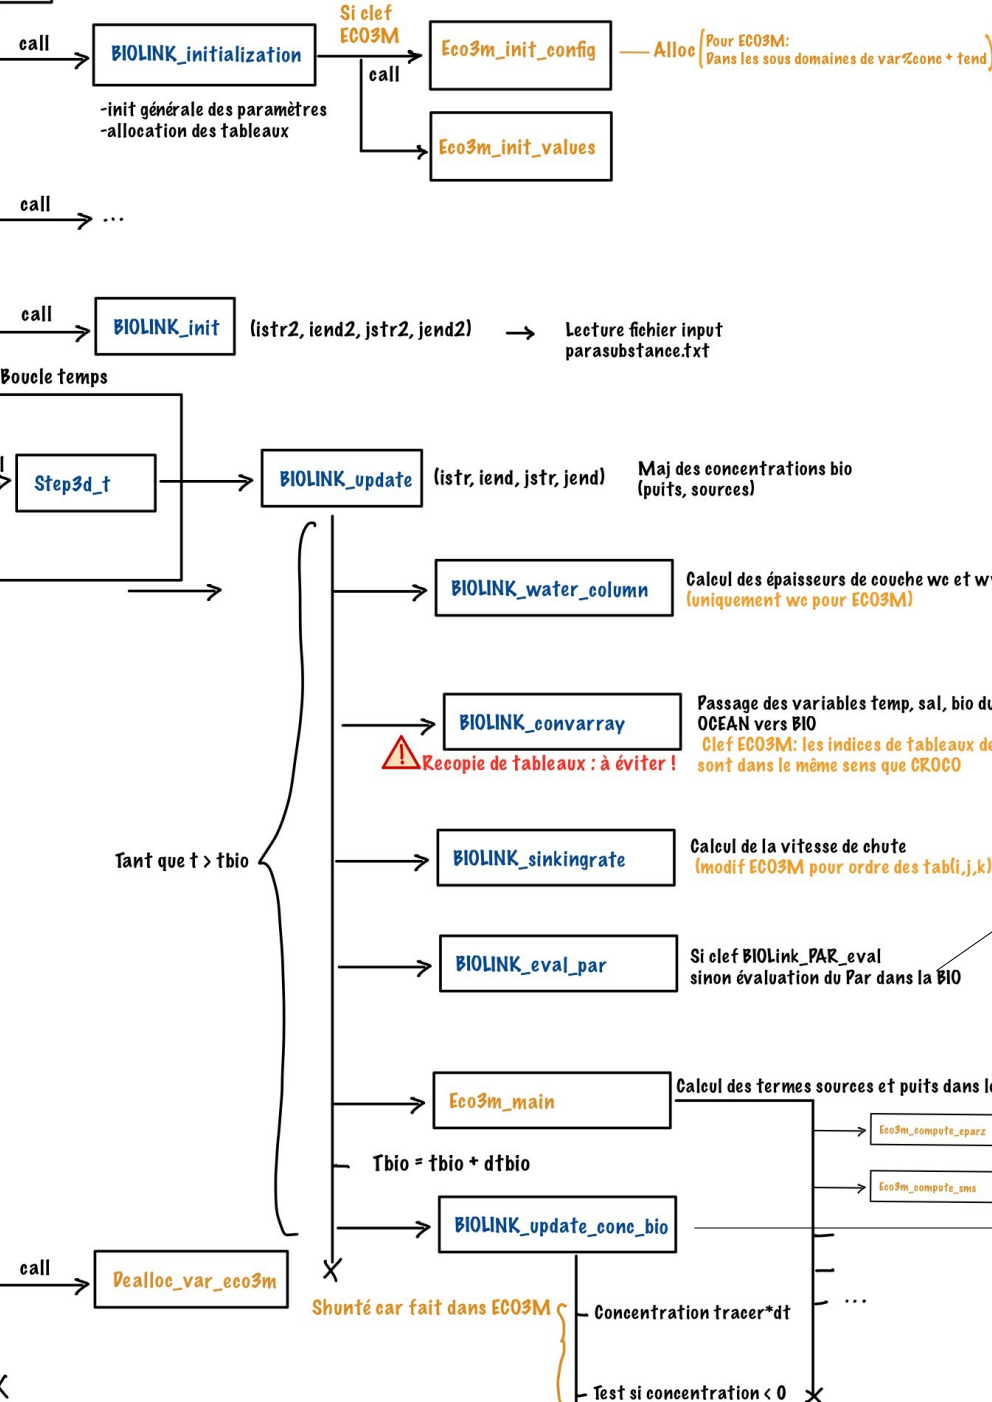 Si clef
ECO3M
call
BIOLINK_initialization
call
Eco3m_init_config
Alloc
Pour ECO3M:
Dans les sous domaines de var%conc + tend
-init générale des paramètres
-allocation des tableaux
Eco3m_init_values
call
...
call
BIOLINK_init
(istr2, iend2, jstr2, jend2)
Lecture fichier input
parasubstance.txt
Boucle temps
Step3d_t
BIOLINK_update
(istr, iend, jstr, jend)
Maj des concentrations bio
(puits, sources)
BIOLINK_water_column
Calcul des épaisseurs de couche wc et
(uniquement wc pour ECO3M)
BIOLINK_convarray
Passage des variables temp, sal, bio du
OCEAN vers BIO
Clef ECO3M: les indices de tableaux de
sont dans le même sens que CROCO
! Recopie de tableaux : à éviter !
Tant que t > tbio
BIOLINK_sinkingrate
Calcul de la vitesse de chute
(modif ECO3M pour ordre des tab(i,j,k)
BIOLINK_eval_par
Si clef BIOLink_PAR_eval
sinon évaluation du Par dans la BIO
Eco3m_main
Calcul des termes sources et puits dans
Eco3m_compute_eparz
Tbio = tbio + dtbio
Eco3m_compute_sms
BIOLINK_update_conc_bio
call
Dealloc_var_eco3m
Shunté car fait dans ECO3M
Concentration tracer*dt
...
Test si concentration < 0